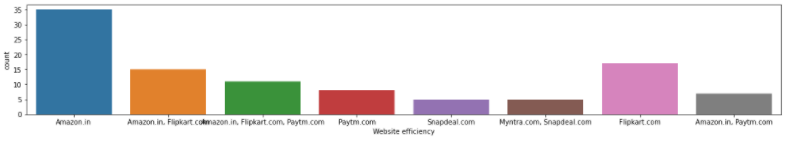 35
30
25
20
15
10
5
0
count
Amazon.in
Amazon.in, Flipkart.com
Amazon.in, Flipkart.com, Paytm.com
Paytm.com
Snapdeal.com
Myntra.com, Snapdeal.com
Flipkart.com
Amazon.in, Paytm.com
Website efficiency